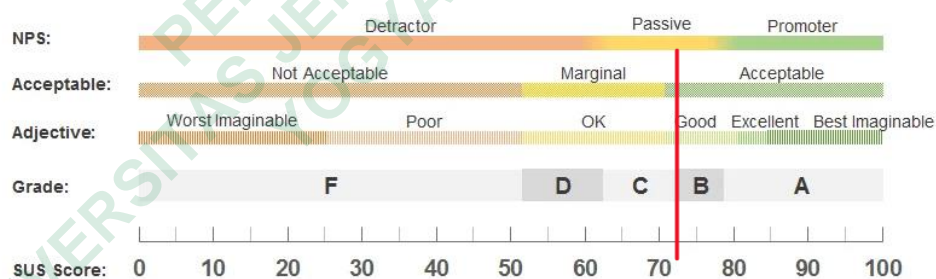 NPS: Detractor Passive Promoter
Acceptable: Not Acceptable Marginal Acceptable
Adjective: Worst Imaginable Poor OK Good Excellent Best Imaginable
Grade: F D C B A
SUS Score: 0 10 20 30 40 50 60 70 80 90 100